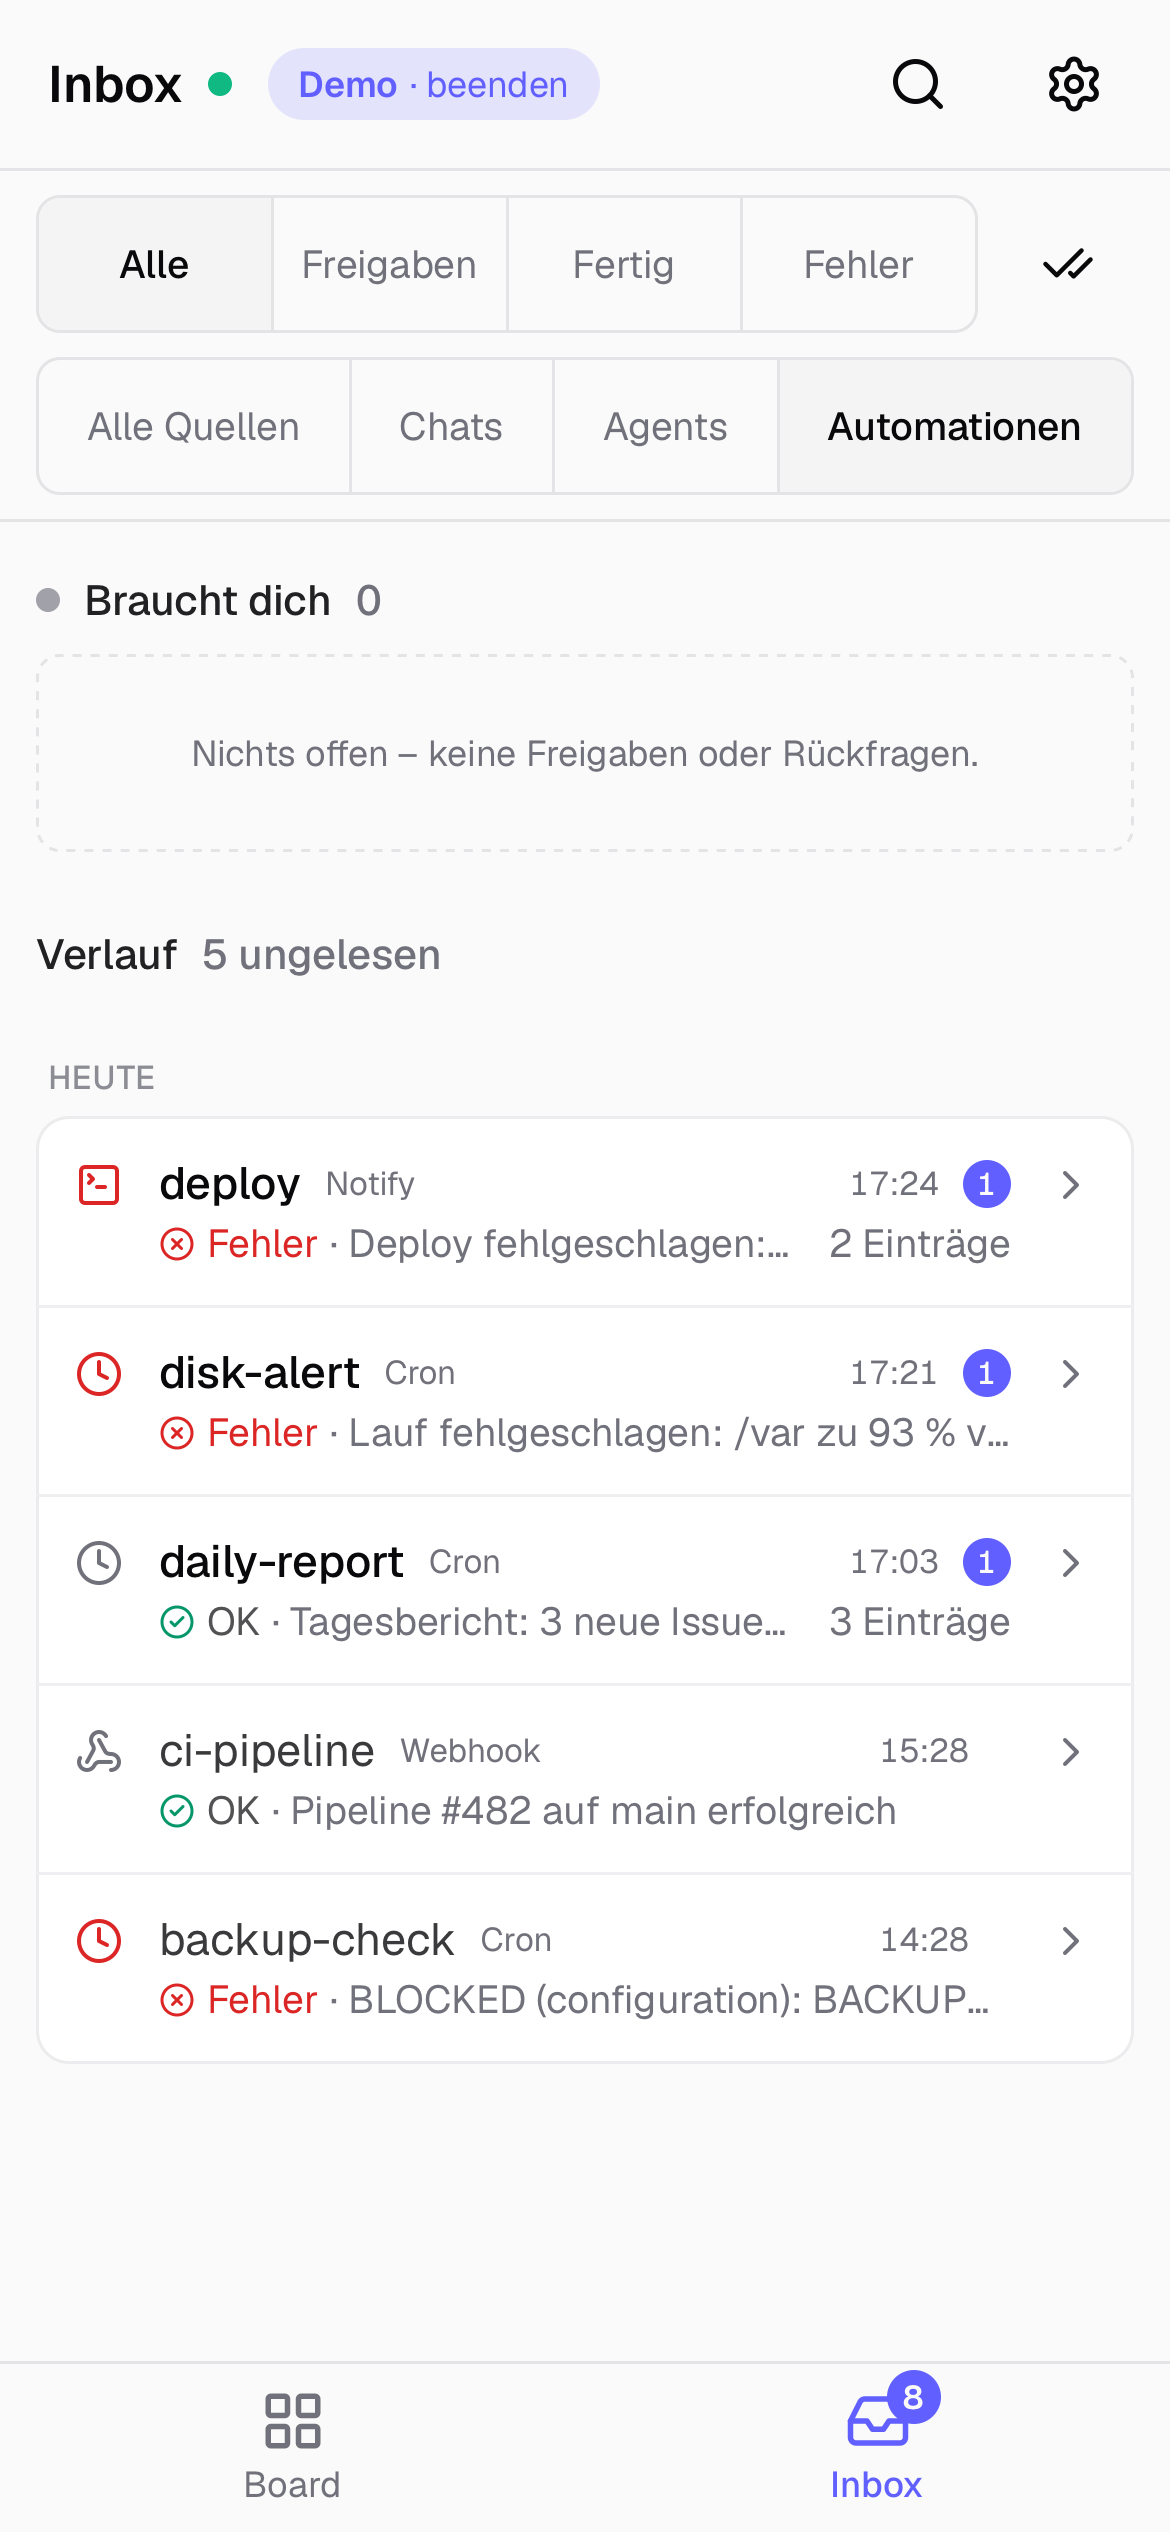 Inbox
Demo · beenden
Alle Freigaben Fertig Fehler
Alle Quellen Chats Agents Automationen
Braucht dich 0
Nichts offen – keine Freigaben oder Rückfragen.
Verlauf 5 ungelesen
HEUTE
deploy Notify 17:24 1
Fehler · Deploy fehlgeschlagen:... 2 Einträge
disk-alert Cron 17:21 1
Fehler · Lauf fehlgeschlagen: /var zu 93 % v...
daily-report Cron 17:03 1
OK · Tagesbericht: 3 neue Issue... 3 Einträge
ci-pipeline Webhook 15:28
OK · Pipeline #482 auf main erfolgreich
backup-check Cron 14:28
Fehler · BLOCKED (configuration): BACKUP...
8
Board Inbox